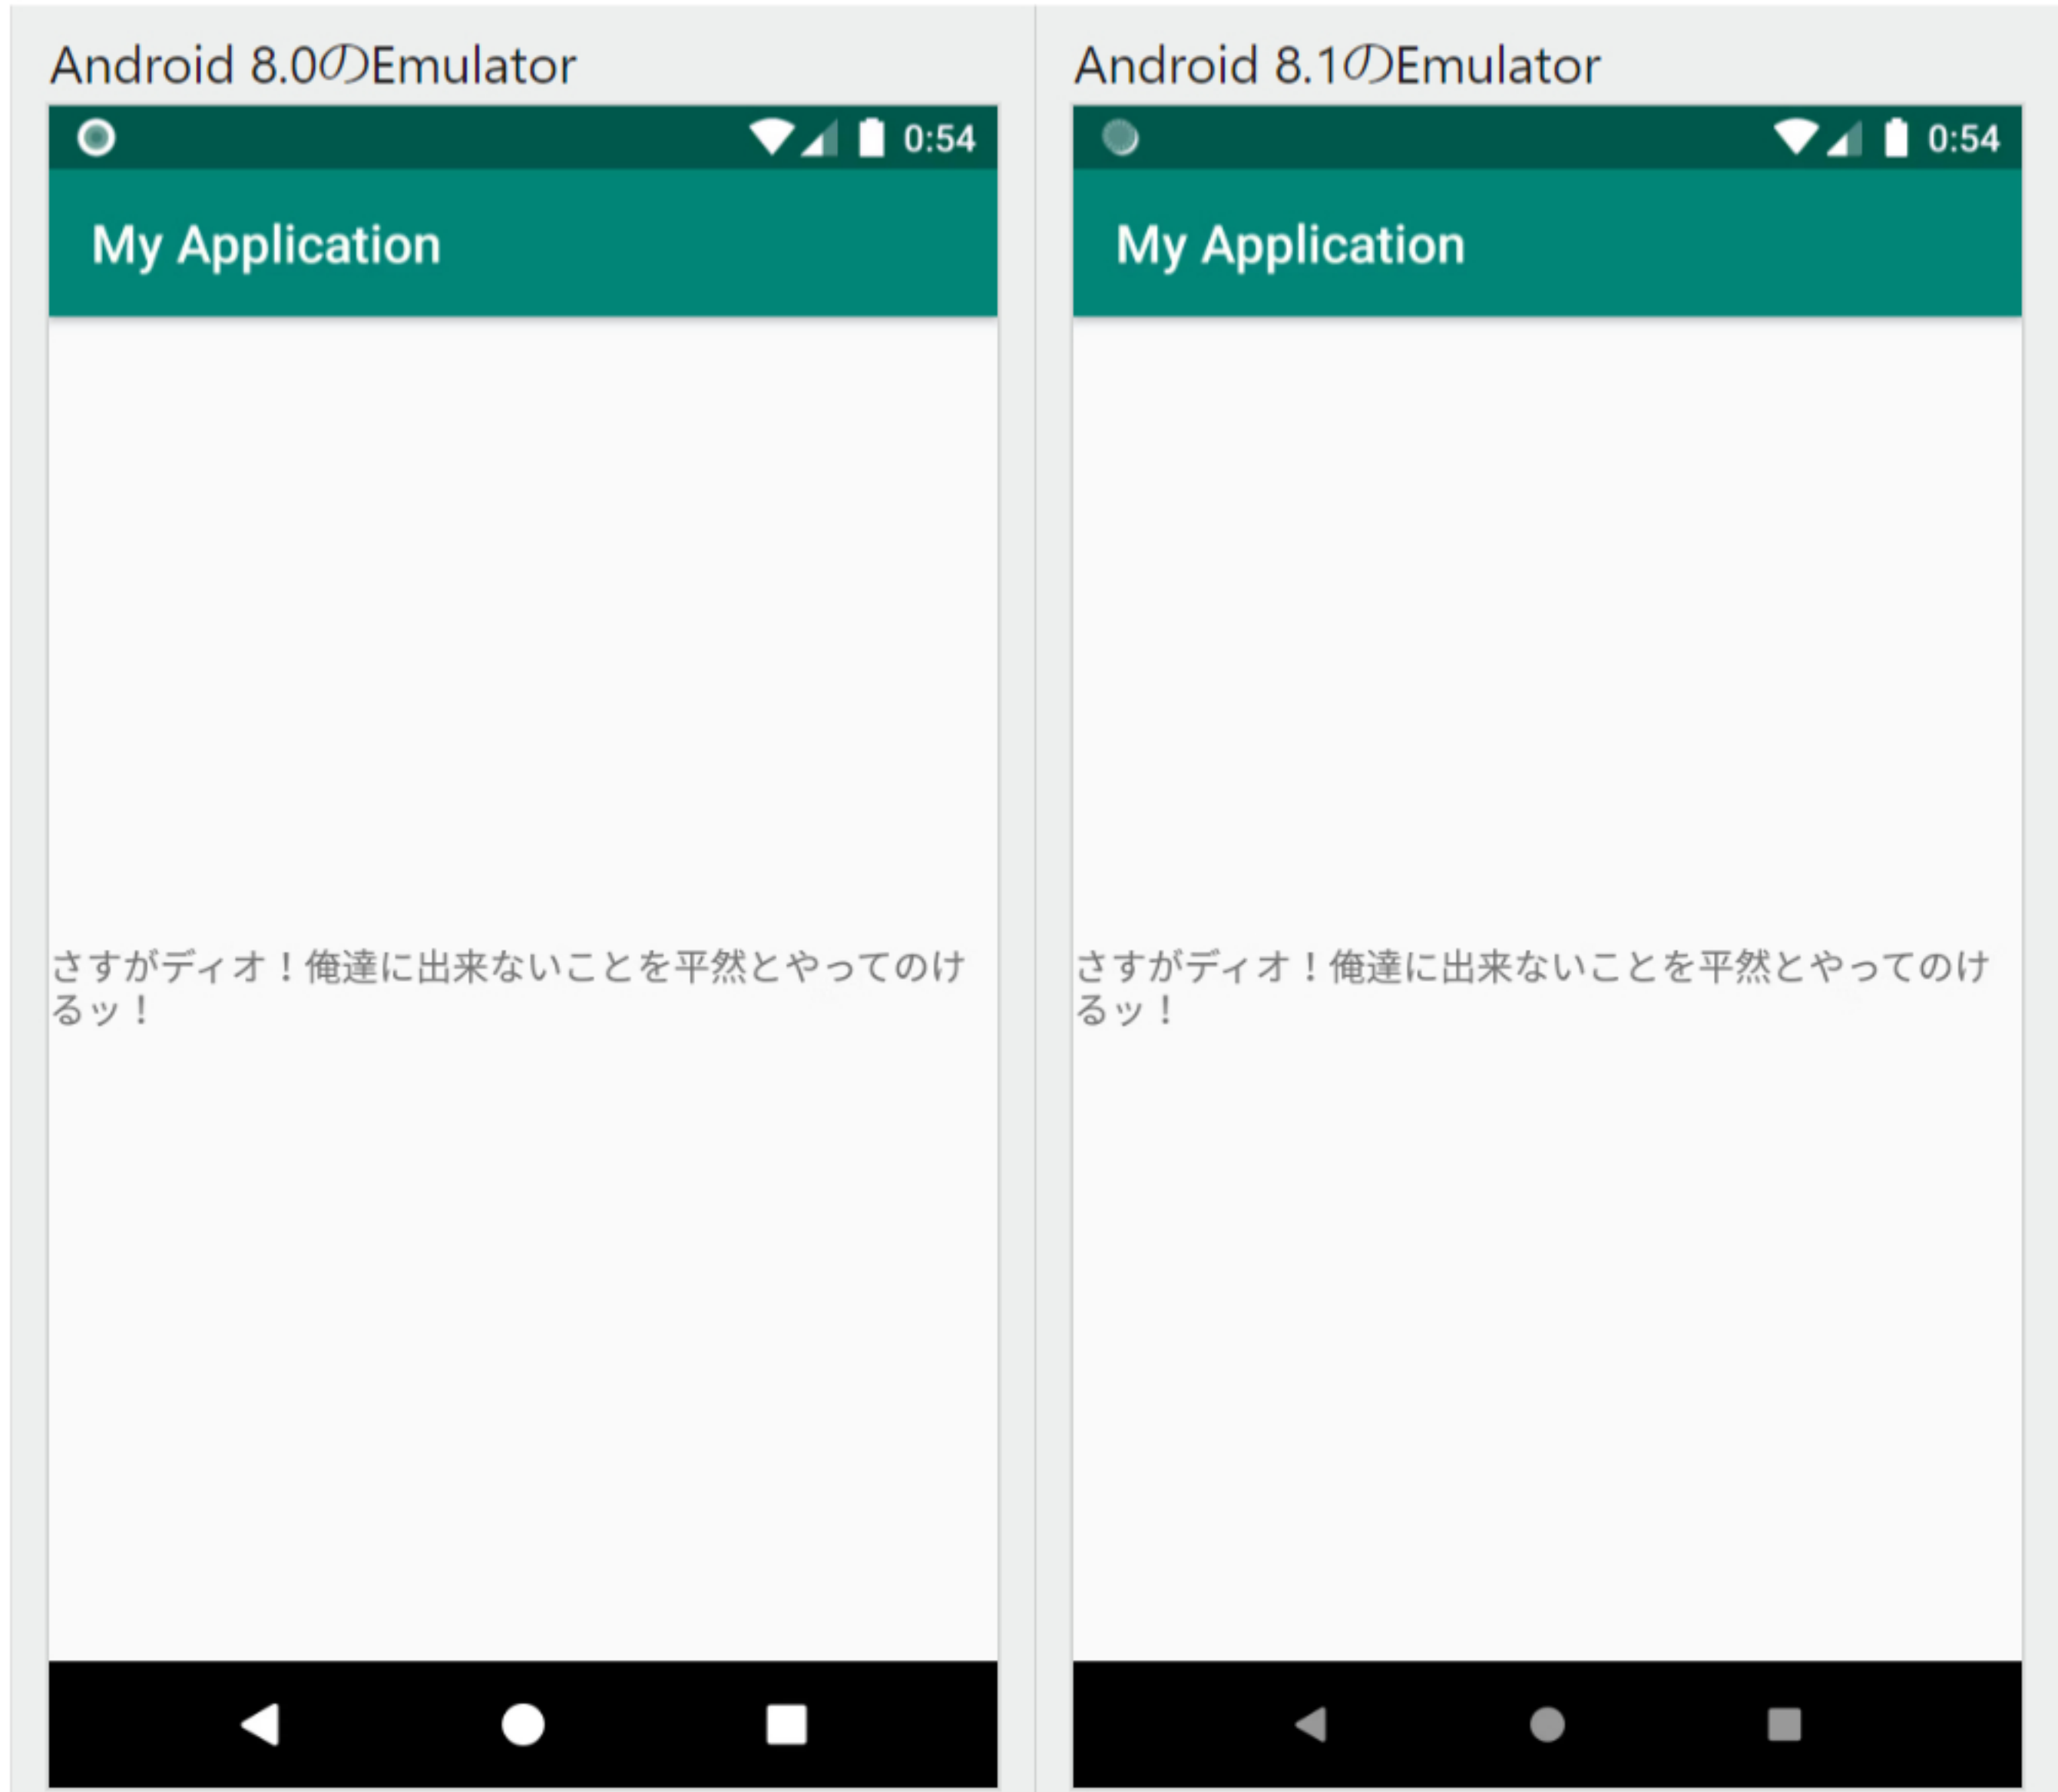 Android 8.0のEmulator
0:54
My Application
さすがディオ！俺達に出来ないことを平然とやってのけ
るッ！
Android 8.1のEmulator
0:54
My Application
さすがディオ！俺達に出来ないことを平然とやってのけ
るッ！